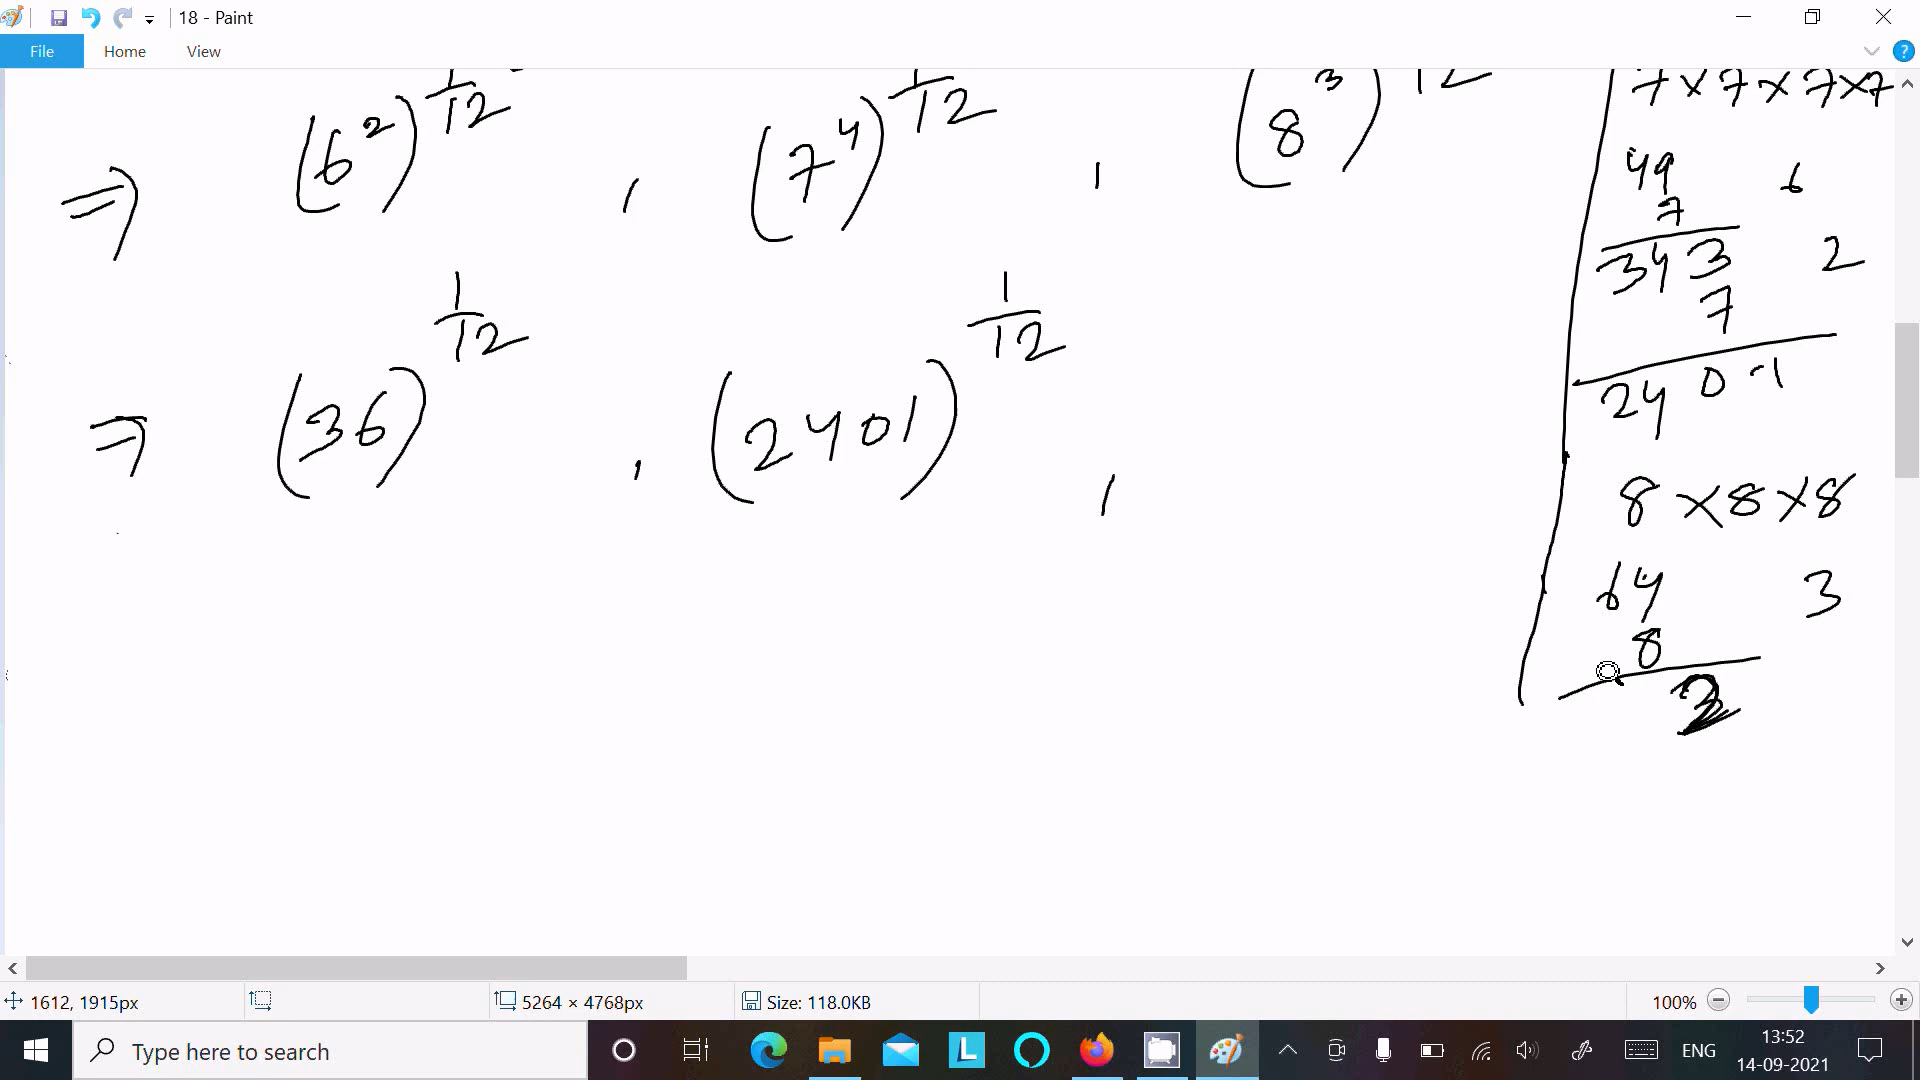 18 - Paint
File Home View
⇒ (6²)^1/12 , (7⁴)^1/12 , (8³)^12
⇒ (36)^1/12 , (2401)^1/12 ,
7 × 7 × 7 × 7
49 6
7
343 2
7
2401
8 × 8 × 8
64 3
8
2
1612, 1915px 5264 × 4768px Size: 118.0KB 100%
Type here to search
L
ENG
13:52
14-09-2021